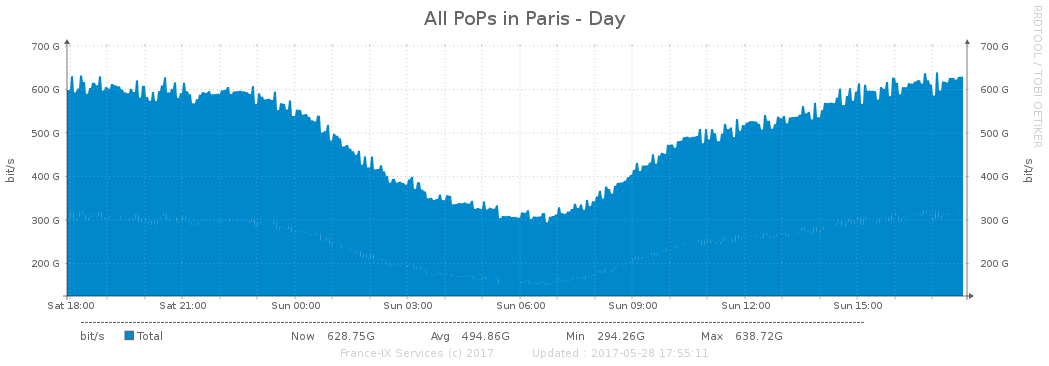 All PoPs in Paris - Day
RRDTOOL / TOBI OETIKER
bit/s
700 G
600 G
500 G
400 G
300 G
200 G
700 G
600 G
500 G
400 G
300 G
200 G
bit/s
Sat 18:00 Sat 21:00 Sun 00:00 Sun 03:00 Sun 06:00 Sun 09:00 Sun 12:00 Sun 15:00
bit/s Total Now 628.75G Avg 494.86G Min 294.26G Max 638.72G
France-IX Services (c) 2017 Updated : 2017-05-28 17:55:11